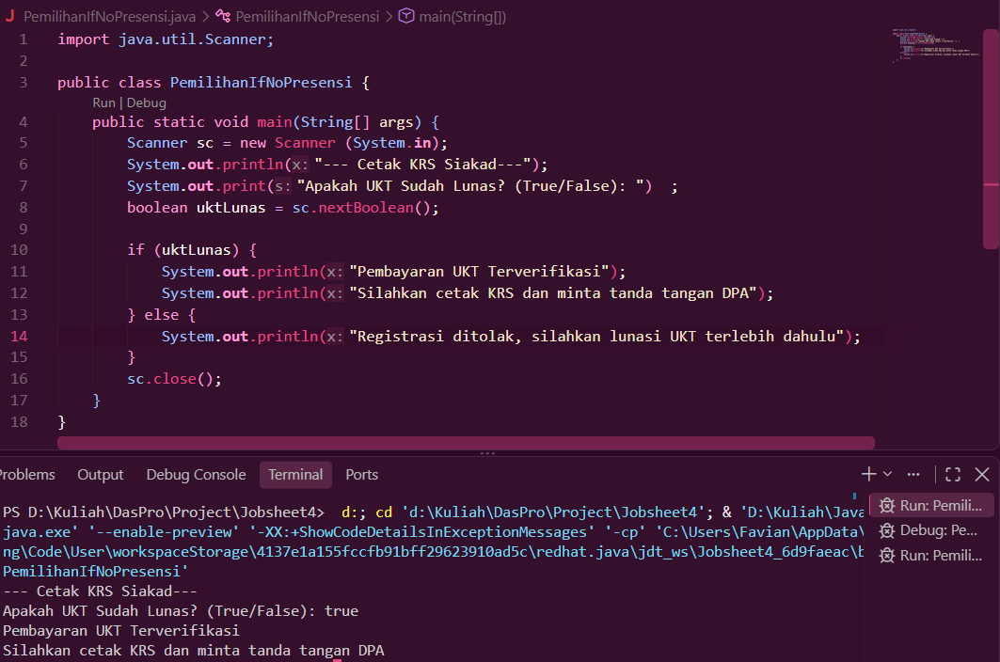 J PemilihanIfNoPresensi.java > PemilihanIfNoPresensi > main(String[])
1 import java.util.Scanner;
2
3 public class PemilihanIfNoPresensi {
Run | Debug
4 public static void main(String[] args) {
5 Scanner sc = new Scanner (System.in);
6 System.out.println(x: "--- Cetak KRS Siakad---");
7 System.out.print(s: "Apakah UKT Sudah Lunas? (True/False): ") ;
8 boolean uktLunas = sc.nextBoolean();
9
10 if (uktLunas) {
11 System.out.println(x: "Pembayaran UKT Terverifikasi");
12 System.out.println(x: "Silahkan cetak KRS dan minta tanda tangan DPA");
13 } else {
14 System.out.println(x: "Registrasi ditolak, silahkan lunasi UKT terlebih dahulu");
15 }
16 sc.close();
17 }
18 }
roblems Output Debug Console Terminal Ports
PS D:\Kuliah\DasPro\Project\Jobsheet4> d:; cd 'd:\Kuliah\DasPro\Project\Jobsheet4'; & 'D:\Kuliah\Java
java.exe' '--enable-preview' '-XX:+ShowCodeDetailsInExceptionMessages' '-cp' 'C:\Users\Favian\AppData\
ng\Code\User\workspaceStorage\4137e1a155fccfb91bff29623910ad5c\redhat.java\jdt_ws\Jobsheet4_6d9faeac\b
PemilihanIfNoPresensi'
--- Cetak KRS Siakad---
Apakah UKT Sudah Lunas? (True/False): true
Pembayaran UKT Terverifikasi
Silahkan cetak KRS dan minta tanda tangan DPA
Run: Pemili...
Debug: Pe...
Run: Pemili...